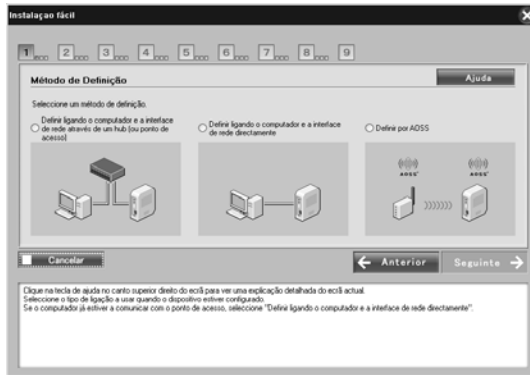 Instalaçao fácil
1 2 3 4 5 6 7 8 9
Método de Definição
Ajuda
Seleccione um método de definição.
Definir ligando o computador e a interface
de rede através de um hub (ou ponto de
acesso)
Definir ligando o computador e a interface
de rede directamente
Definir por AOSS
AOSS AOSS
Cancelar
Anterior
Seguinte
Clique na tecla de ajuda no canto superior direito do ecrã para ver uma explicação detalhada do ecrã actual.
Seleccione o tipo de ligação a usar quando o dispositivo estiver configurado.
Se o computador já estiver a comunicar com o ponto de acesso, seleccione "Definir ligando o computador e a interface de rede directamente".